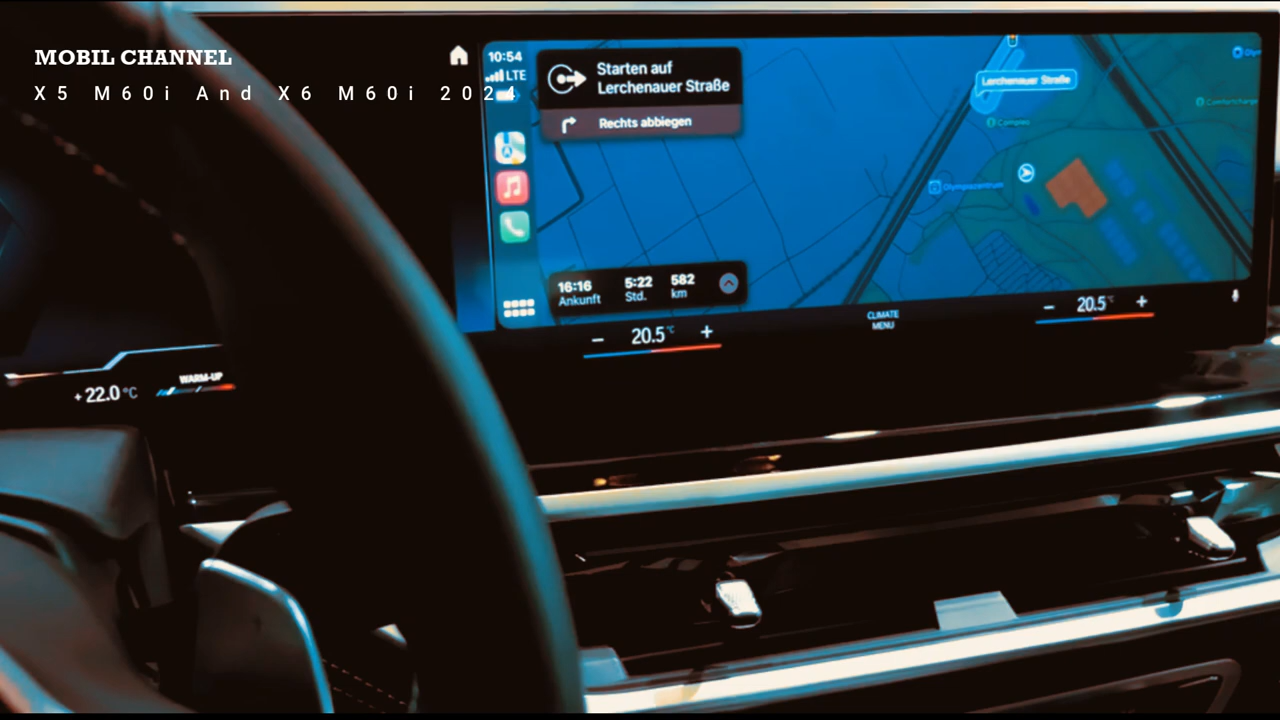 MOBIL CHANNEL
X5 M60i And X6 M60i 2024
10:54
LTE
Starten auf
Lerchenauer Straße
Rechts abbiegen
Lerchenauer Straße
Olympiazentrum
16:16 5:22 582
Ankunft Std. km
− 20.5°C +
CLIMATE
MENU
− 20.5°C +
+22.0°C
WARM-UP